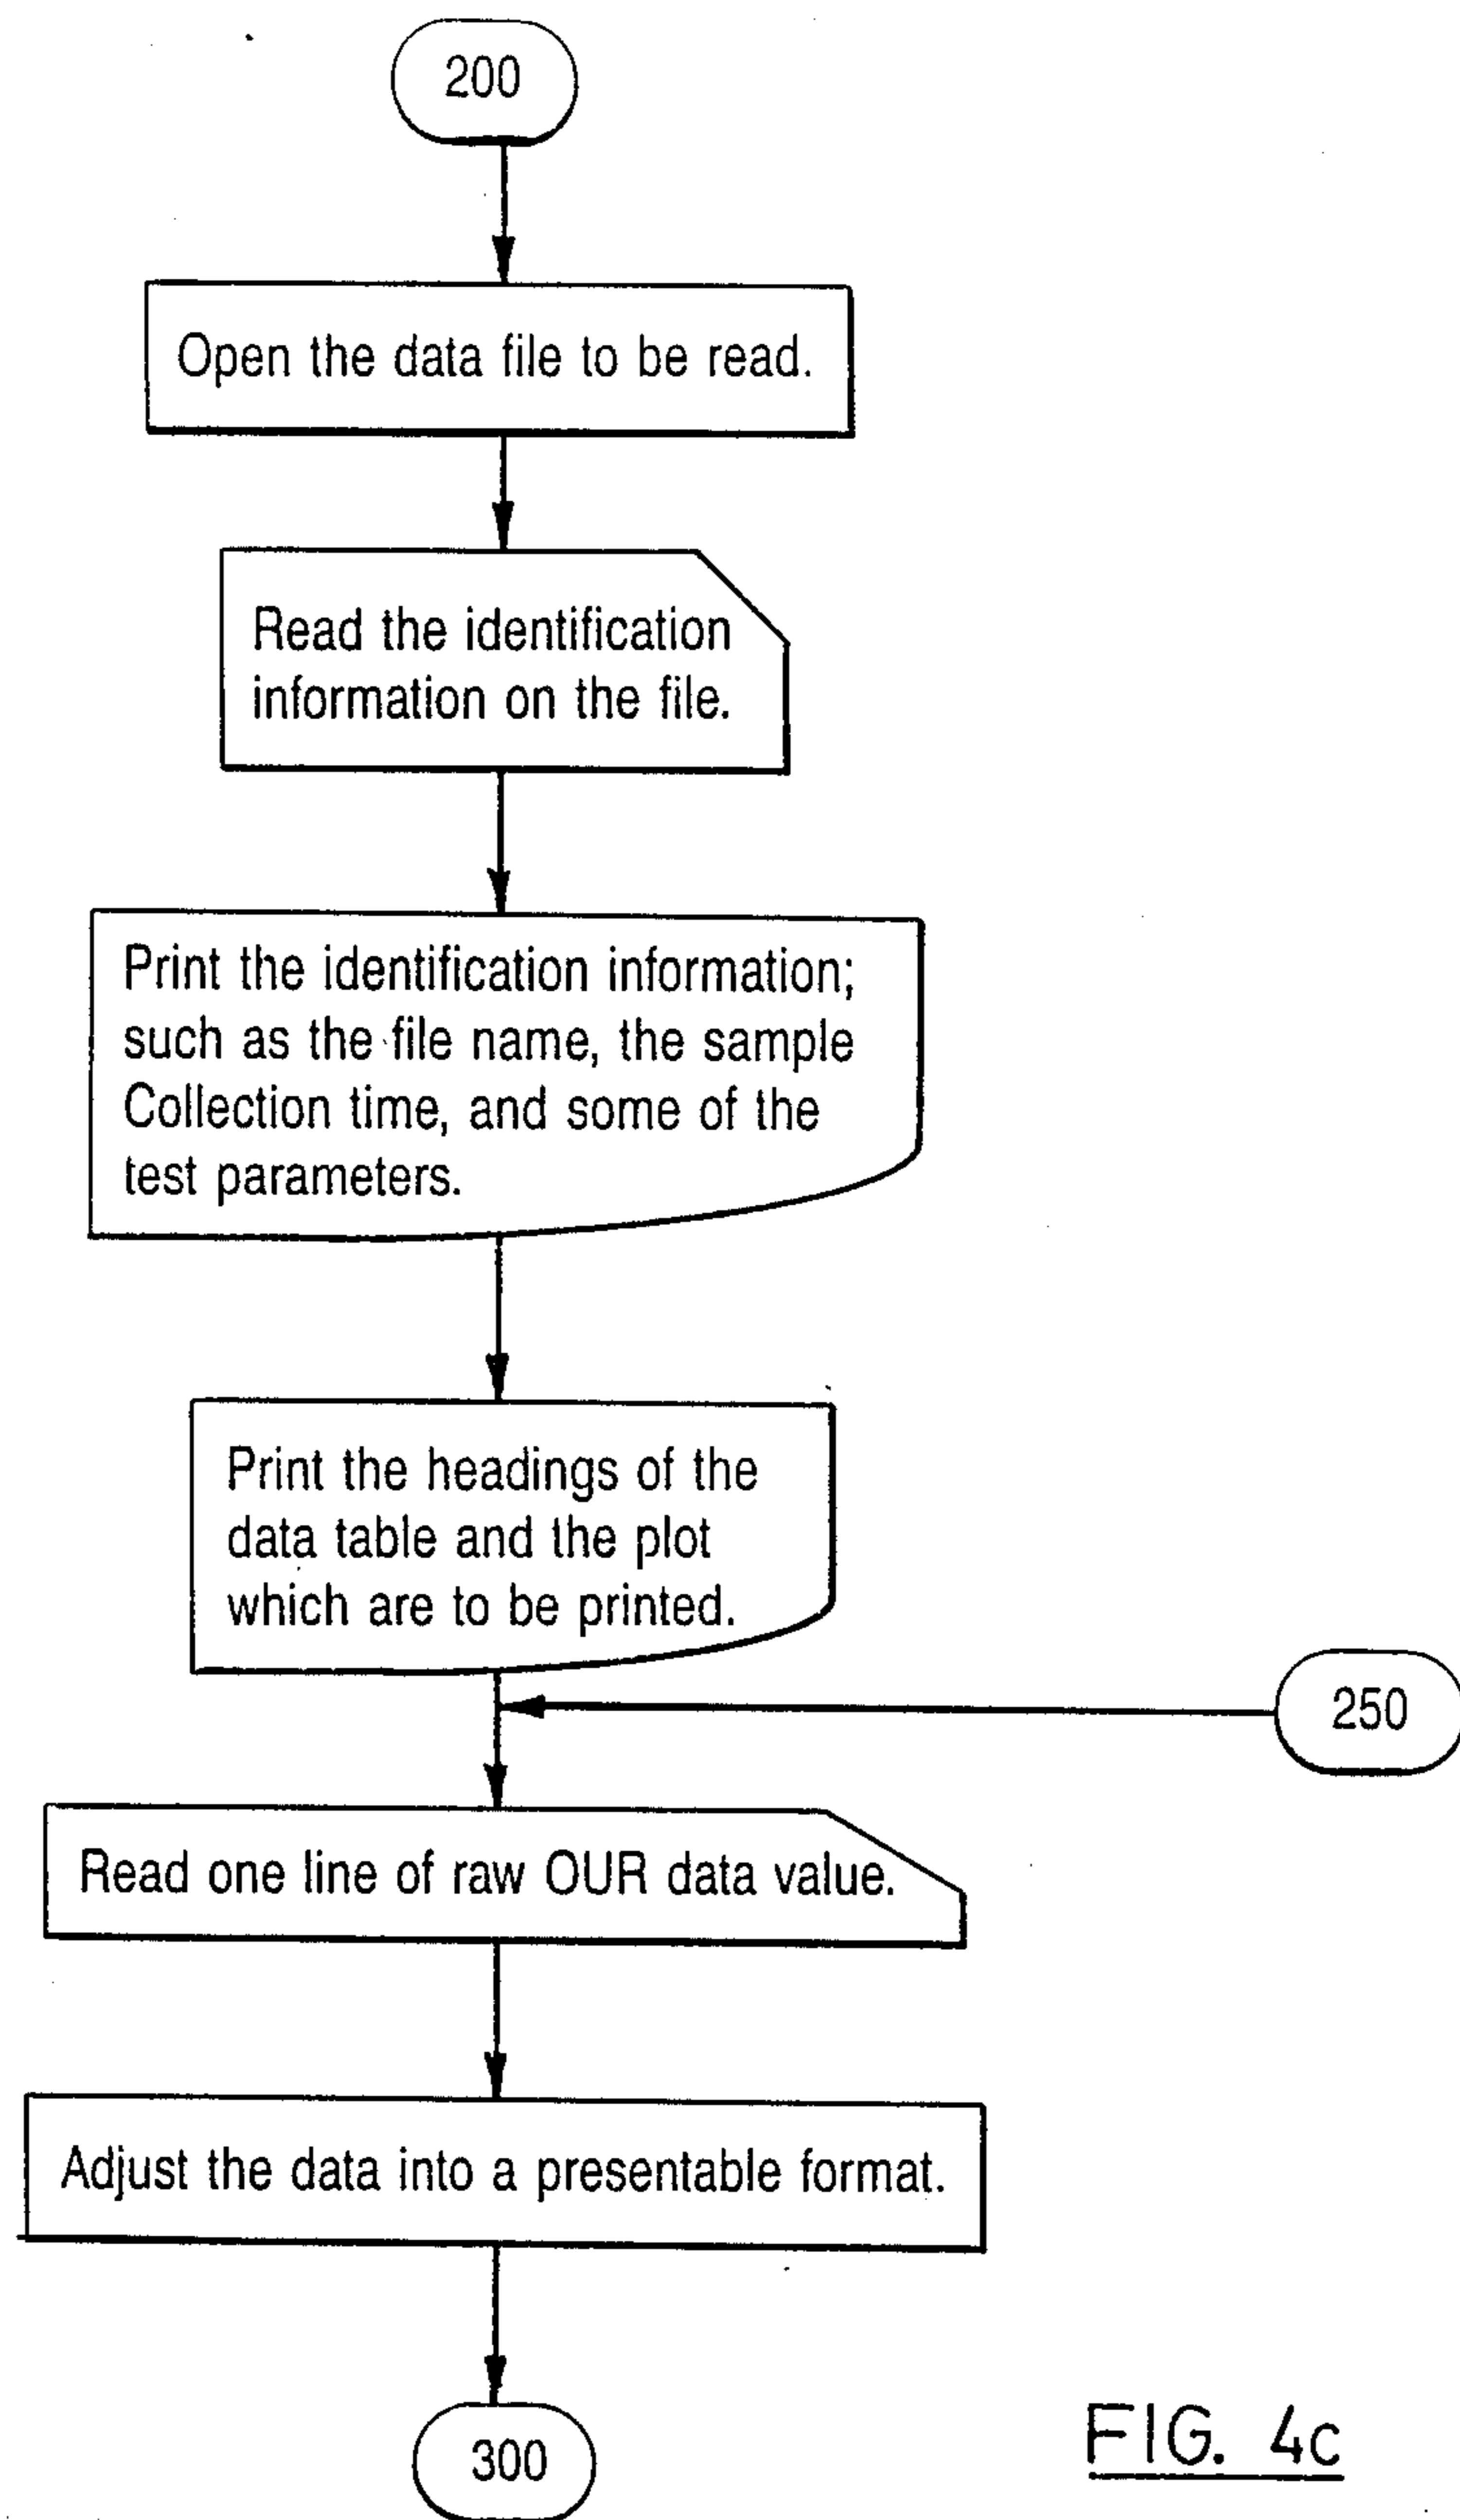 200
Open the data file to be read.
Read the identification
information on the file.
Print the identification information;
such as the file name, the sample
Collection time, and some of the
test parameters.
Print the headings of the
data table and the plot
which are to be printed.
250
Read one line of raw OUR data value.
Adjust the data into a presentable format.
300
FIG. 4c